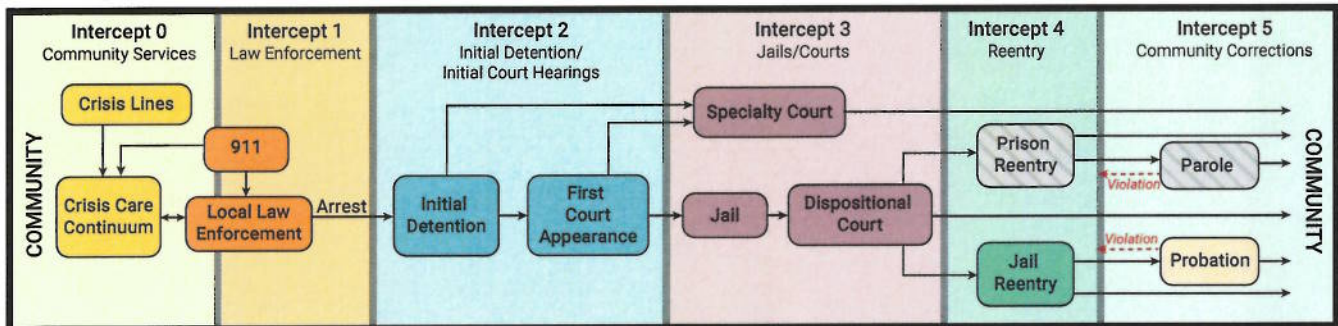 Intercept 0
Community Services
Intercept 1
Law Enforcement
Intercept 2
Initial Detention/
Initial Court Hearings
Intercept 3
Jails/Courts
Intercept 4
Reentry
Intercept 5
Community Corrections
COMMUNITY
Crisis Lines
911
Crisis Care
Continuum
Local Law
Enforcement
Arrest
Initial
Detention
First
Court
Appearance
Specialty Court
Jail
Dispositional
Court
Prison
Reentry
Violation
Parole
Jail
Reentry
Violation
Probation
COMMUNITY